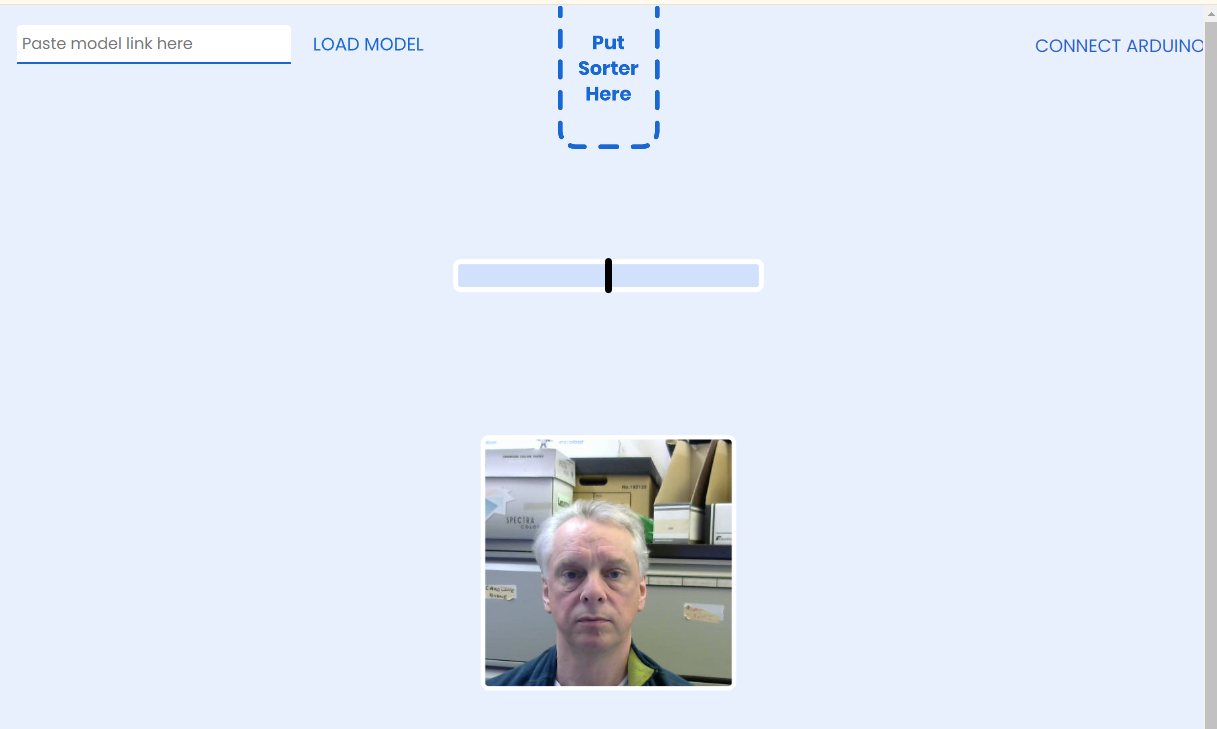 Paste model link here
LOAD MODEL
Put
Sorter
Here
CONNECT ARDUINO
SPECTRA